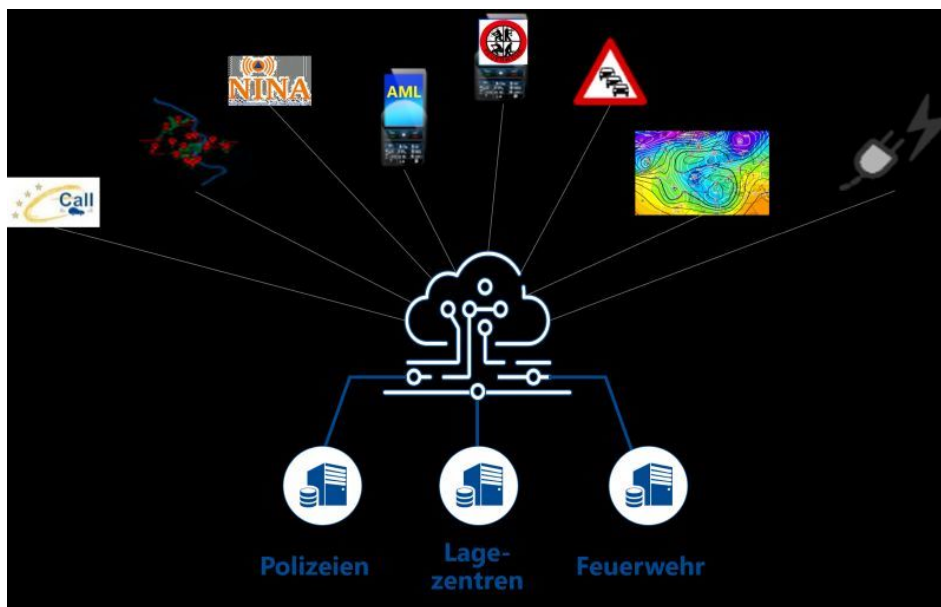 NINA
AML
Call
Polizeien
Lage-
zentren
Feuerwehr